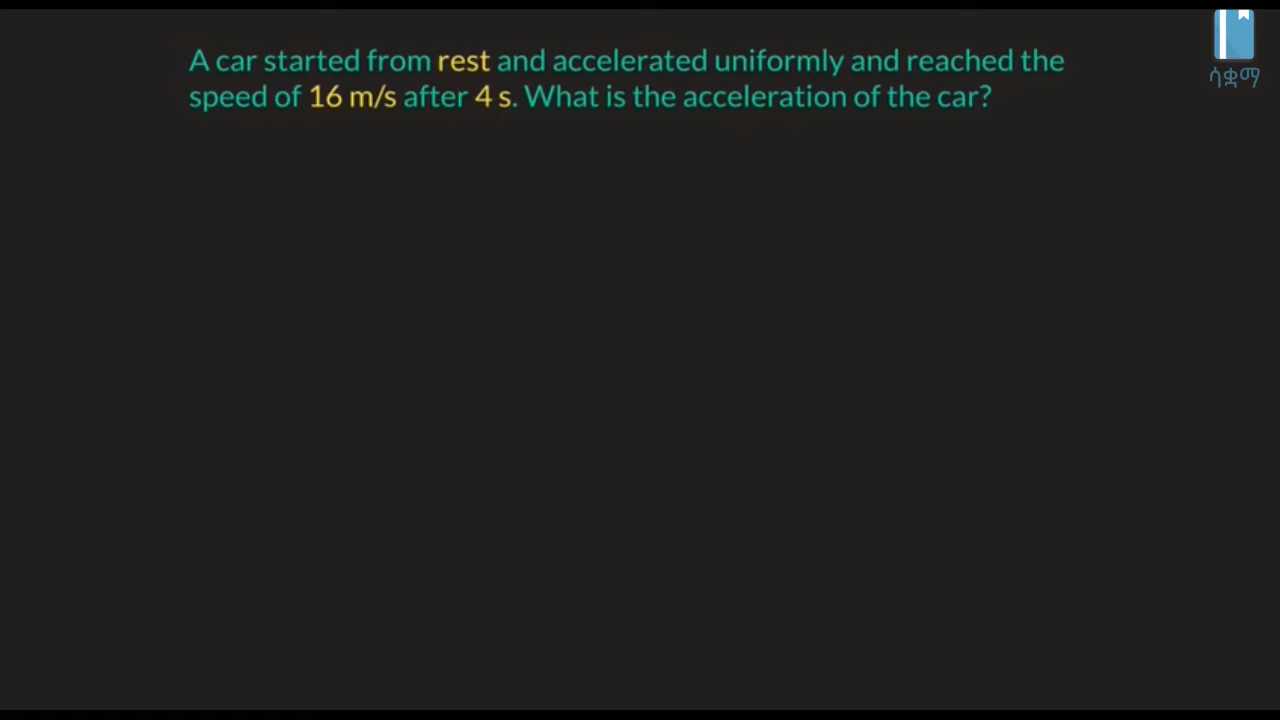 A car started from rest and accelerated uniformly and reached the
speed of 16 m/s after 4 s. What is the acceleration of the car?
ሳቋማ